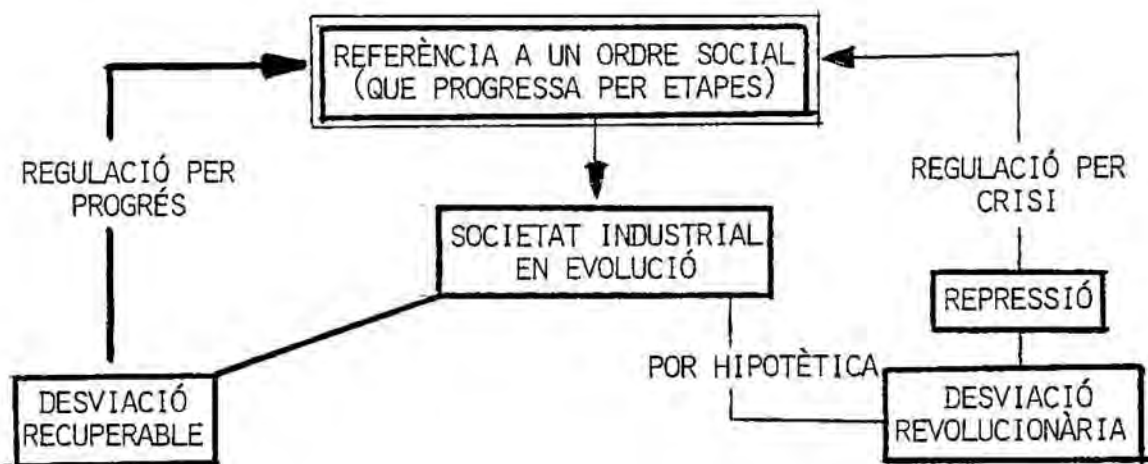 REFERÈNCIA A UN ORDRE SOCIAL
(QUE PROGRESSA PER ETAPES)
REGULACIÓ PER
PROGRÉS
REGULACIÓ PER
CRISI
SOCIETAT INDUSTRIAL
EN EVOLUCIÓ
REPRESSIÓ
POR HIPOTÈTICA
DESVIACIÓ
RECUPERABLE
DESVIACIÓ
REVOLUCIONÀRIA